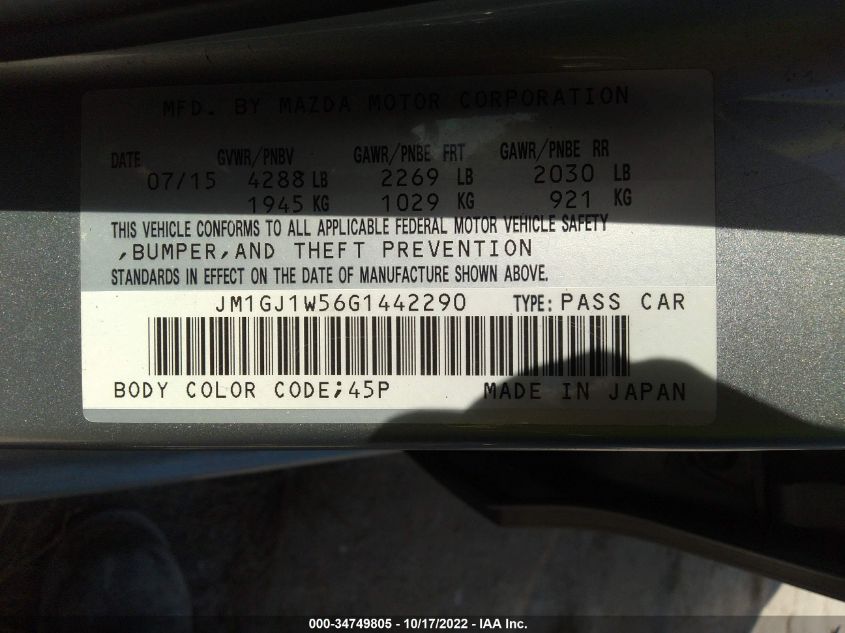 MFD. BY MAZDA MOTOR CORPORATION
DATE GVWR/PNBV GAWR/PNBE FRT GAWR/PNBE RR
07/15 4288 LB 2269 LB 2030 LB
1945 KG 1029 KG 921 KG
THIS VEHICLE CONFORMS TO ALL APPLICABLE FEDERAL MOTOR VEHICLE SAFETY
,BUMPER,AND THEFT PREVENTION
STANDARDS IN EFFECT ON THE DATE OF MANUFACTURE SHOWN ABOVE.
JM1GJ1W56G1442290 TYPE: PASS CAR
BODY COLOR CODE;45P MADE IN JAPAN
000-34749805 - 10/17/2022 - IAA Inc.